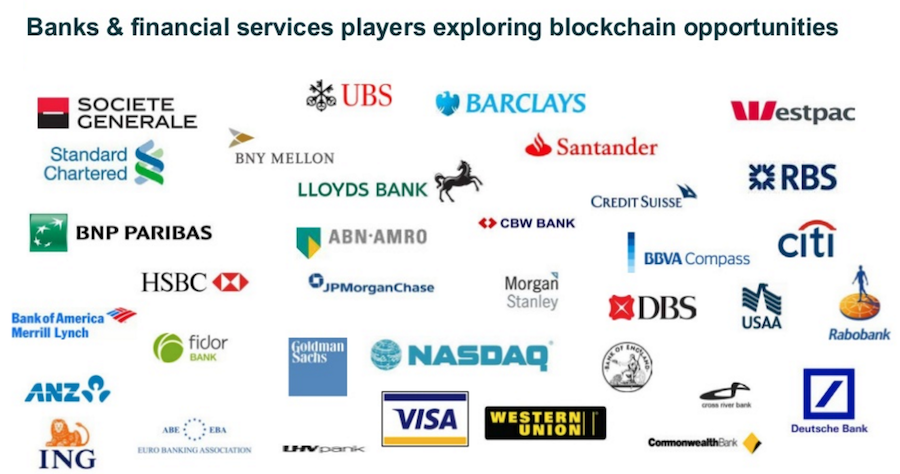 Banks & financial services players exploring blockchain opportunities
SOCIETE
GENERALE
UBS
BARCLAYS
Westpac
Standard
Chartered
BNY MELLON
Santander
LLOYDS BANK
RBS
CREDIT SUISSE
BNP PARIBAS
ABN·AMRO
CBW BANK
citi
BBVA Compass
HSBC
JPMorganChase
Morgan
Stanley
DBS
USAA
Rabobank
Bank of America
Merrill Lynch
fidor
BANK
Goldman
Sachs
NASDAQ
BANK OF ENGLAND
ANZ
VISA
WESTERN
UNION
cross river bank
Deutsche Bank
ING
ABE EBA
EURO BANKING ASSOCIATION
LHVpank
CommonwealthBank